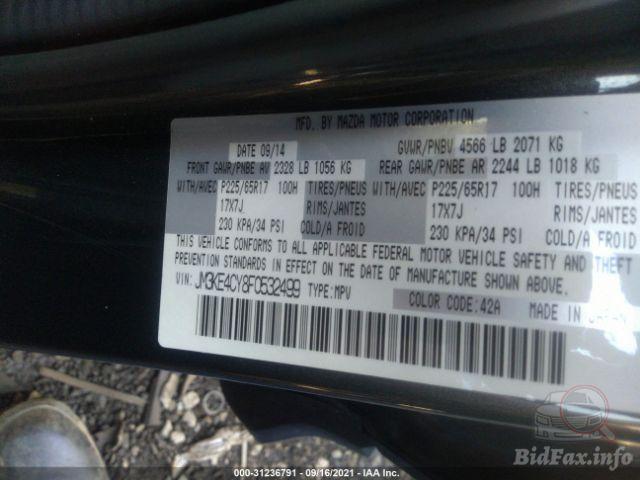 MFD. BY MAZDA MOTOR CORPORATION
DATE 09/14 GVWR/PNBV 4566 LB 2071 KG
FRONT GAWR/PNBE AV 2328 LB 1056 KG REAR GAWR/PNBE AR 2244 LB 1018 KG
WITH/AVEC P225/65R17 100H TIRES/PNEUS WITH/AVEC P225/65R17 100H TIRES/PNEUS
17X7J RIMS/JANTES 17X7J RIMS/JANTES
230 KPA/34 PSI COLD/A FROID 230 KPA/34 PSI COLD/A FROID
THIS VEHICLE CONFORMS TO ALL APPLICABLE FEDERAL MOTOR VEHICLE SAFETY AND THEFT
PREVENTION STANDARDS IN EFFECT ON THE DATE OF MANUFACTURE SHOWN ABOVE.
VIN: JM3KE4CY8F0532499 TYPE:MPV
COLOR CODE:42A MADE IN JAPAN
000-31236791 - 09/16/2021 - IAA Inc.
BidFax.info